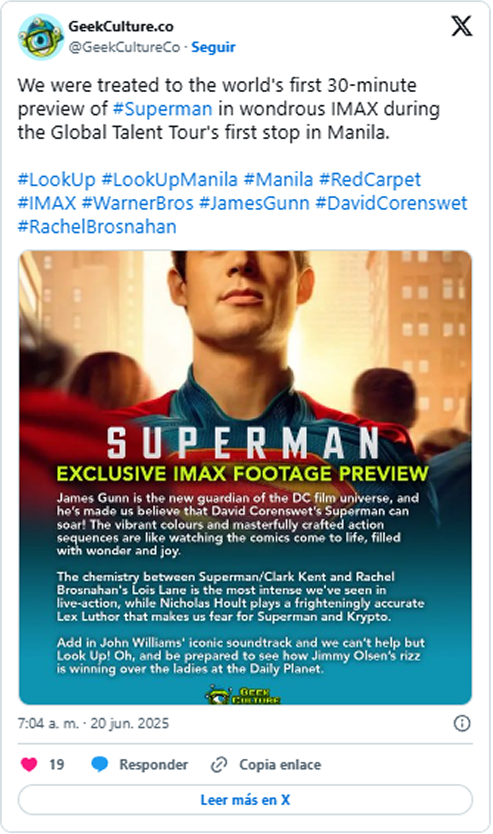 GeekCulture.co
@GeekCultureCo · Seguir
We were treated to the world's first 30-minute
preview of #Superman in wondrous IMAX during
the Global Talent Tour's first stop in Manila.
#LookUp #LookUpManila #Manila #RedCarpet
#IMAX #WarnerBros #JamesGunn #DavidCorenswet
#RachelBrosnahan
SUPERMAN
EXCLUSIVE IMAX FOOTAGE PREVIEW
James Gunn is the new guardian of the DC film universe, and
he's made us believe that David Corenswet's Superman can
soar! The vibrant colours and masterfully crafted action
sequences are like watching the comics come to life, filled
with wonder and joy.
The chemistry between Superman/Clark Kent and Rachel
Brosnahan's Lois Lane is the most intense we've seen in
live-action, while Nicholas Hoult plays a frighteningly accurate
Lex Luthor that makes us fear for Superman and Krypto.
Add in John Williams' iconic soundtrack and we can't help but
Look Up! Oh, and be prepared to see how Jimmy Olsen's rizz
is winning over the ladies at the Daily Planet.
GEEK
CULTURE
7:04 a. m. · 20 jun. 2025
19 Responder Copia enlace
Leer más en X